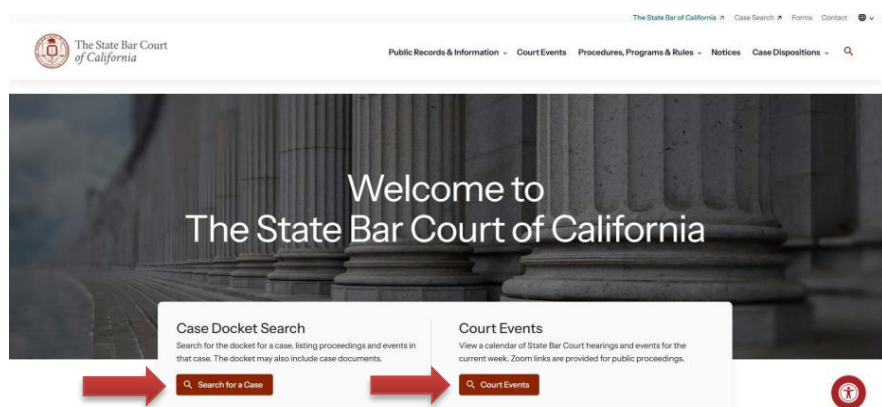 The State Bar of California Case Search Forms Contact
The State Bar Court
of California
Public Records & Information Court Events Procedures, Programs & Rules Notices Case Dispositions
Welcome to
The State Bar Court of California
Case Docket Search
Search for the docket for a case, listing proceedings and events in
that case. The docket may also include case documents.
Search for a Case
Court Events
View a calendar of State Bar Court hearings and events for the
current week. Zoom links are provided for public proceedings.
Court Events